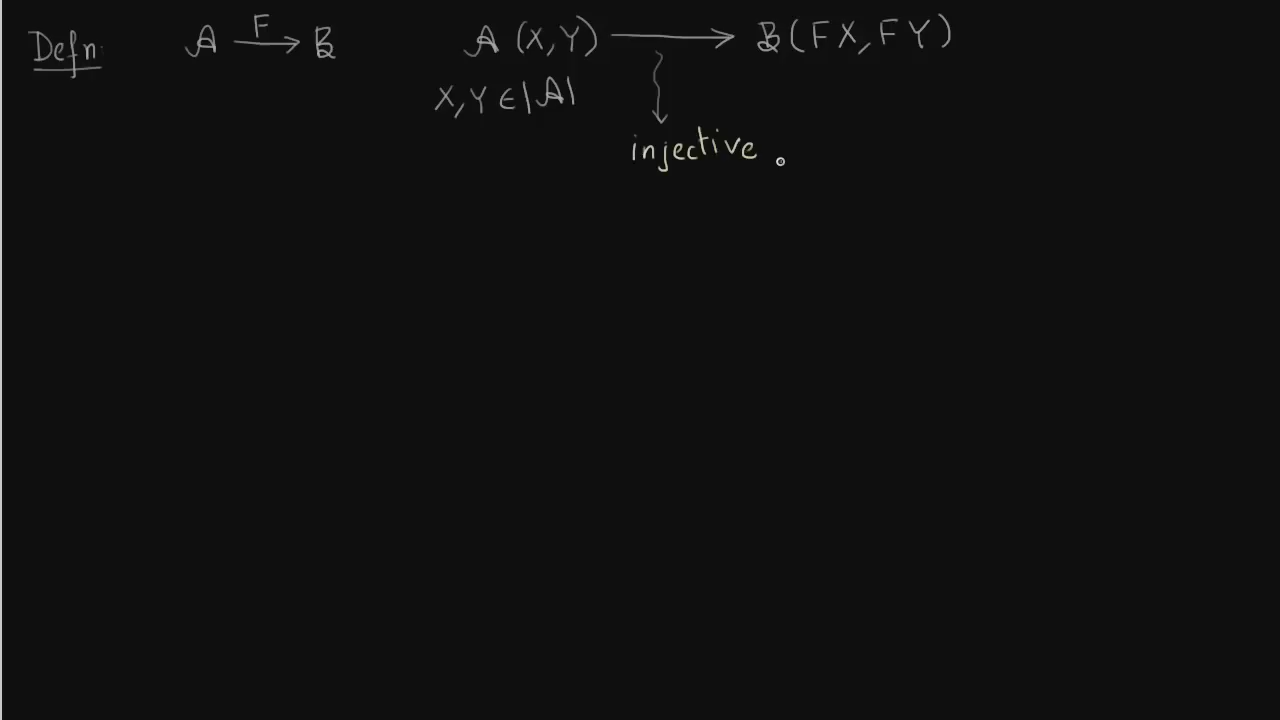 Defn: 𝒜 —F→ ℬ 𝒜 (X,Y) ⟶ ℬ(FX, FY)
X,Y ∈ |𝒜|
injective